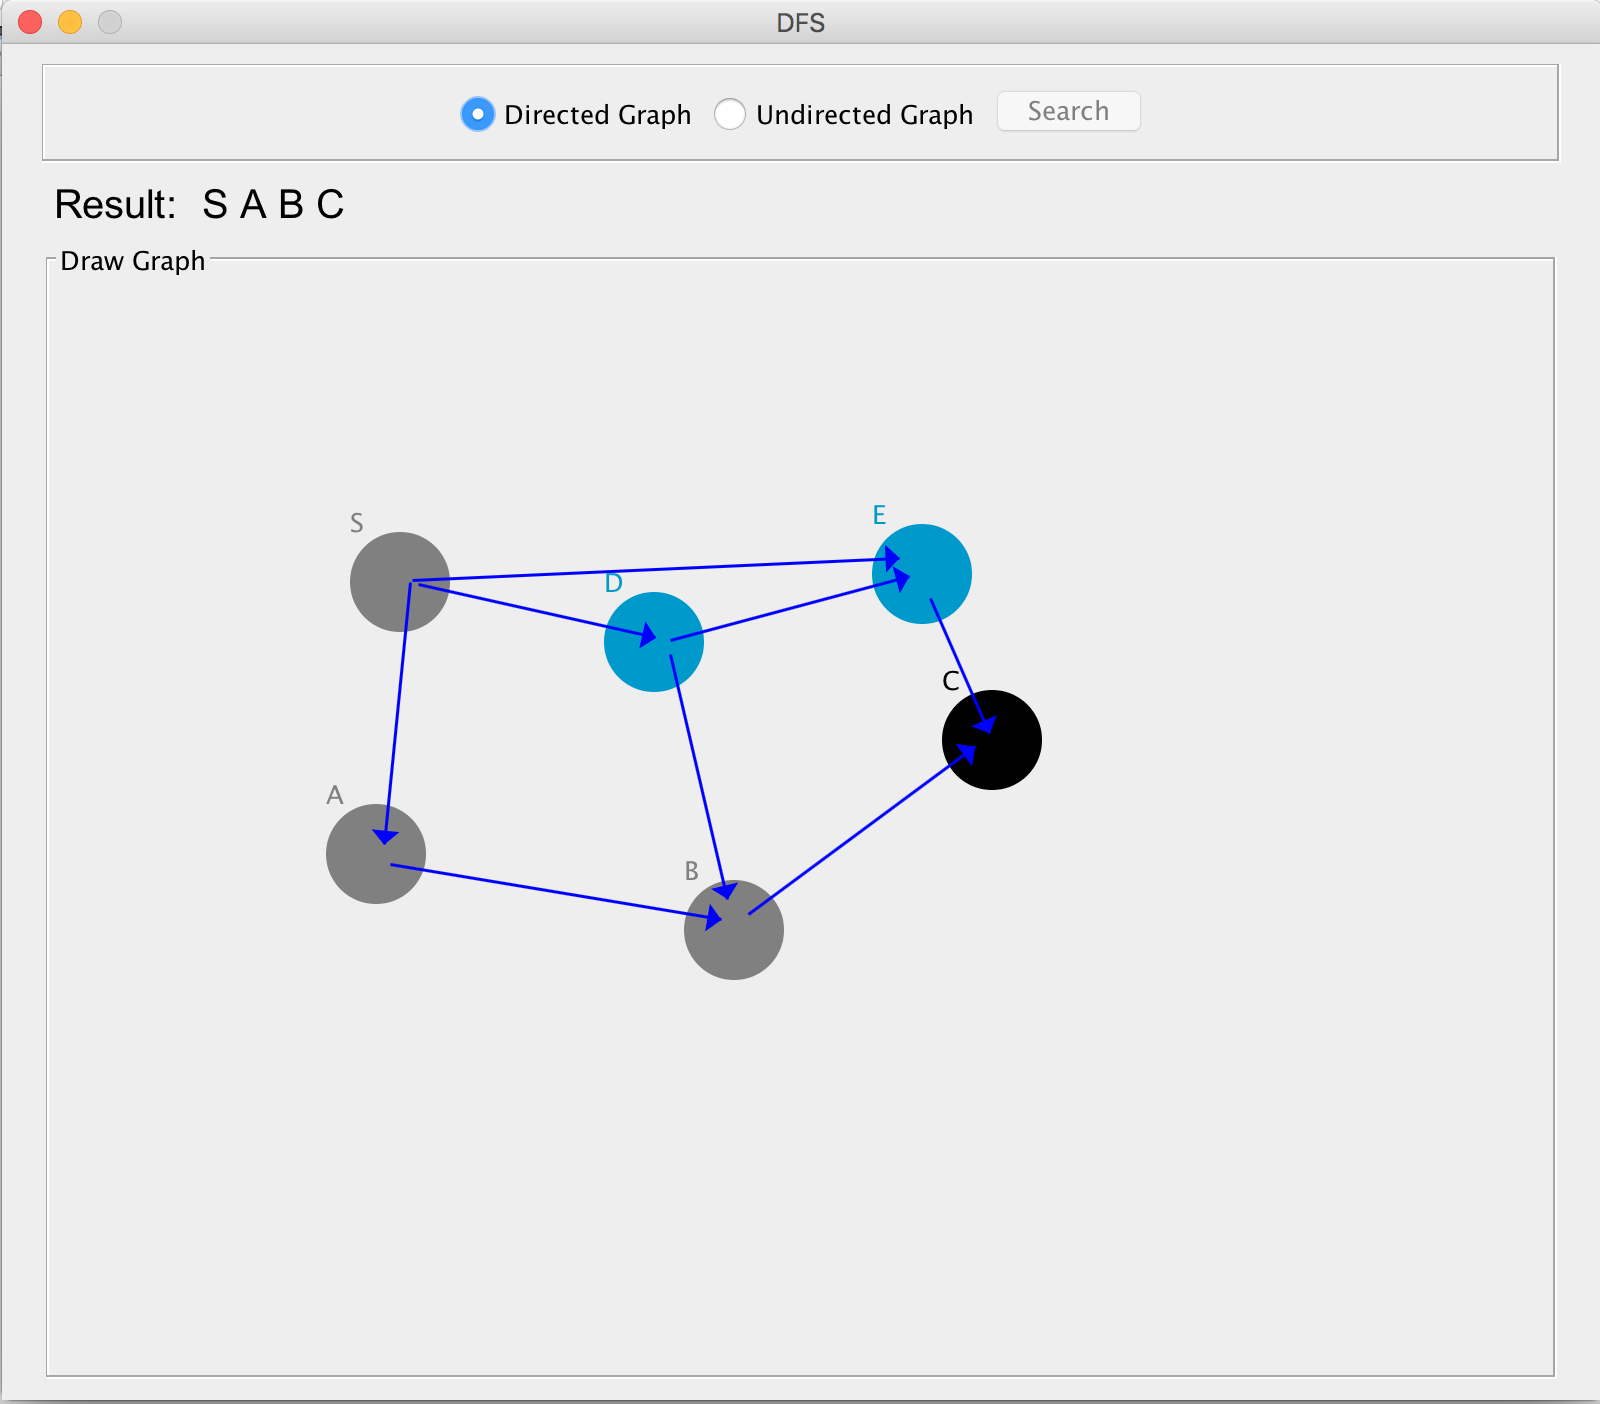 DFS
Directed Graph Undirected Graph Search
Result: S A B C
Draw Graph
S
E
D
C
A
B